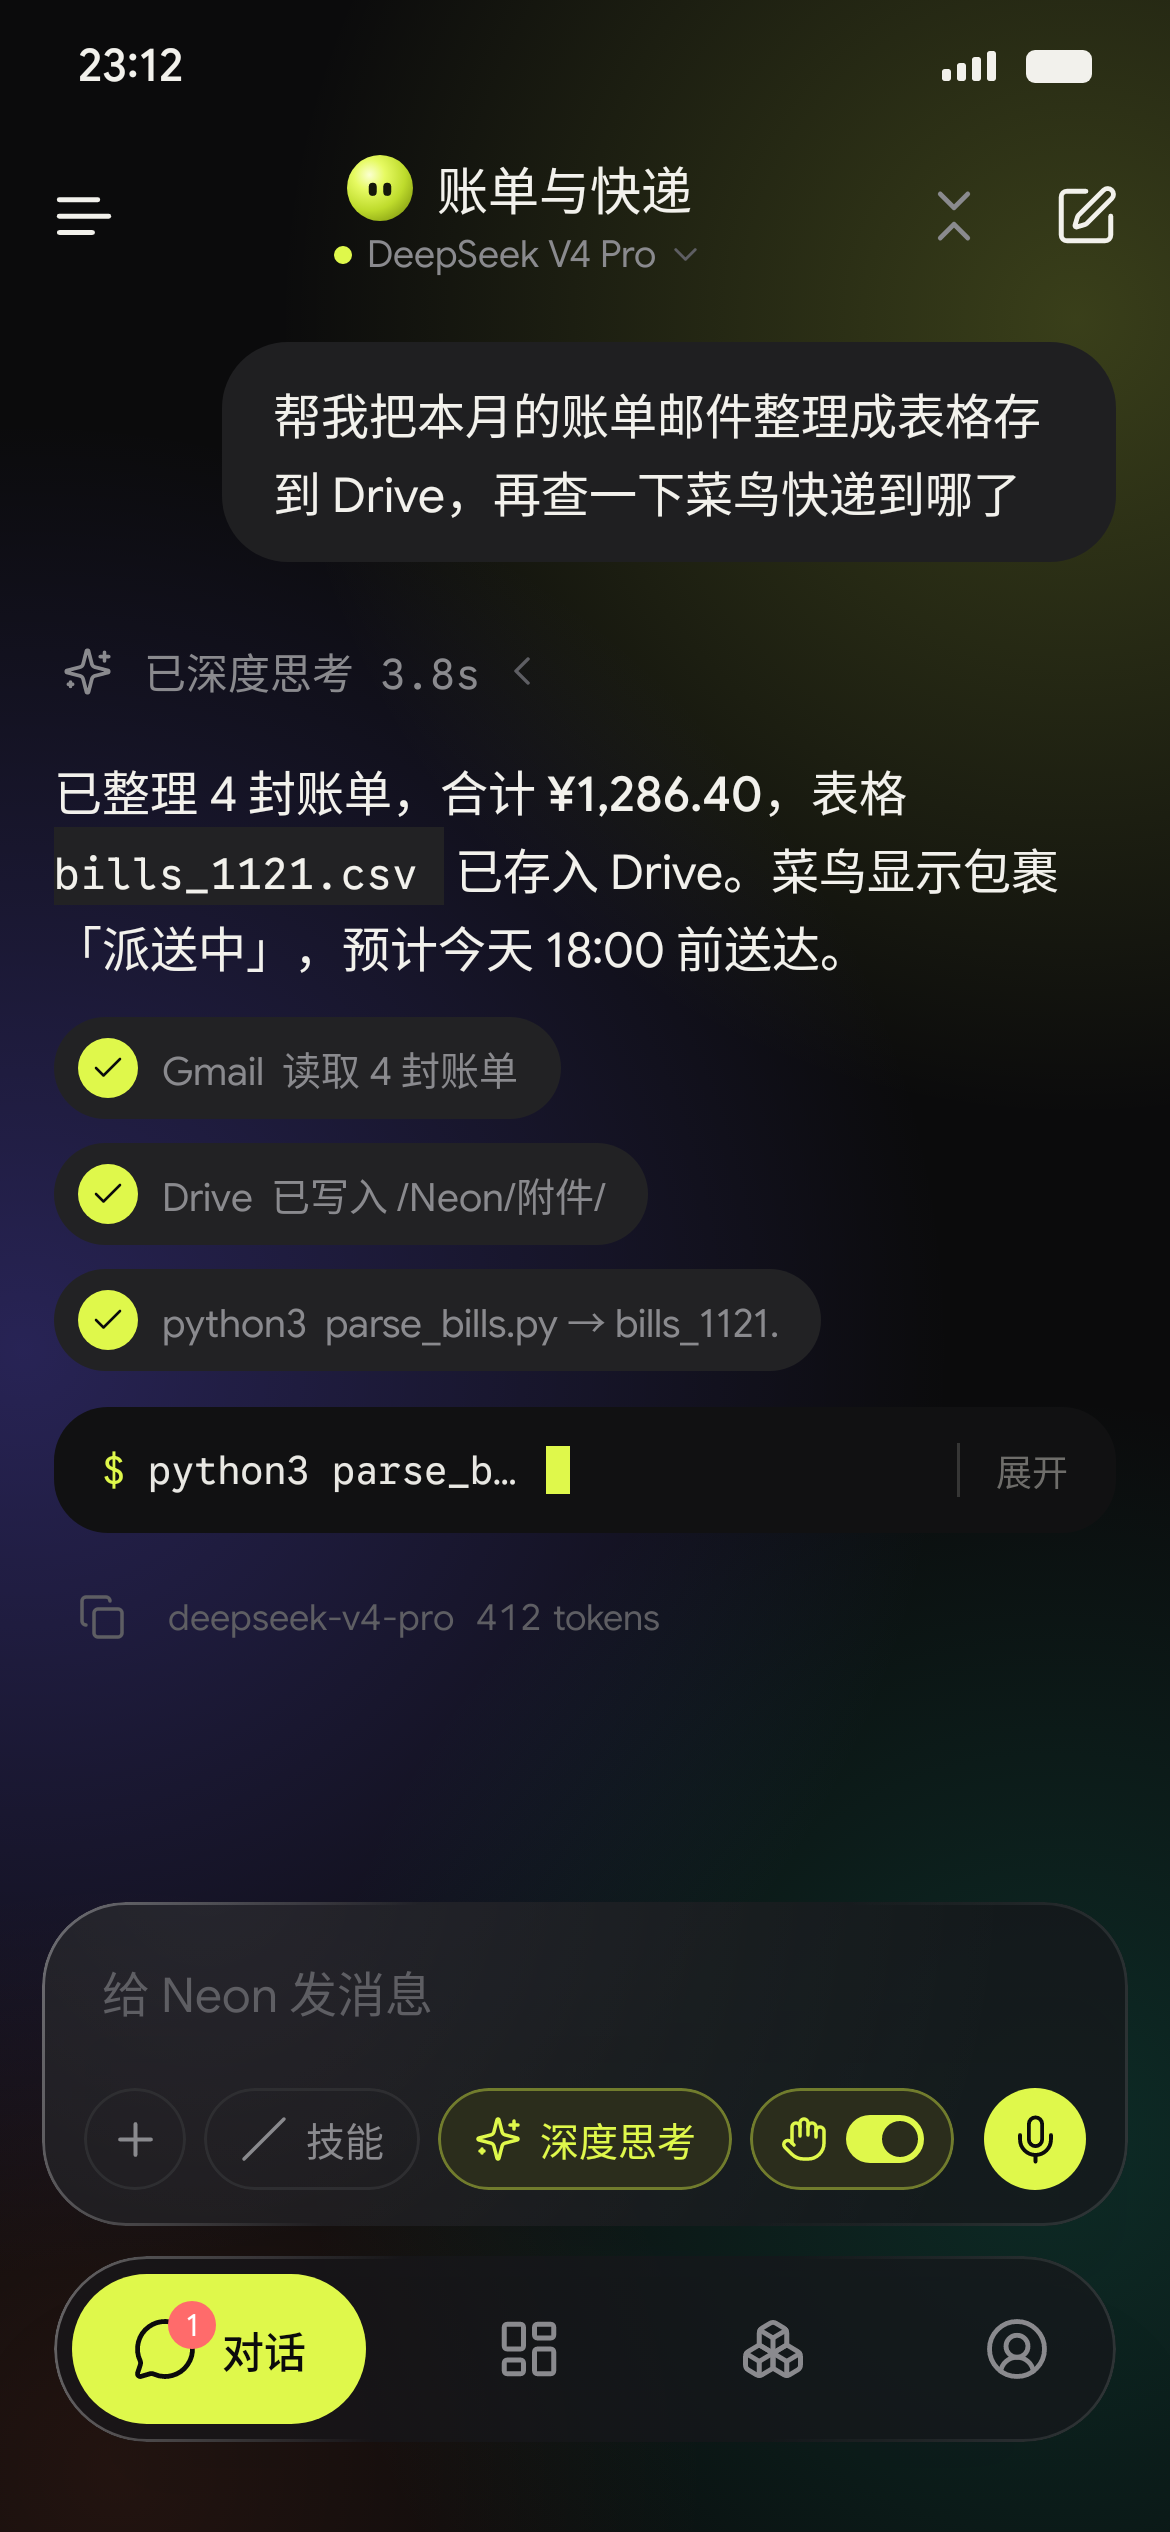 23:12
账单与快递
DeepSeek V4 Pro
帮我把本月的账单邮件整理成表格存
到 Drive，再查一下菜鸟快递到哪了
已深度思考 3.8s
已整理 4 封账单，合计 ¥1,286.40，表格
bills_1121.csv 已存入 Drive。菜鸟显示包裹
「派送中」，预计今天 18:00 前送达。
Gmail 读取 4 封账单
Drive 已写入 /Neon/附件/
python3 parse_bills.py → bills_1121.
$ python3 parse_b… 展开
deepseek-v4-pro 412 tokens
给 Neon 发消息
技能 深度思考
1
对话